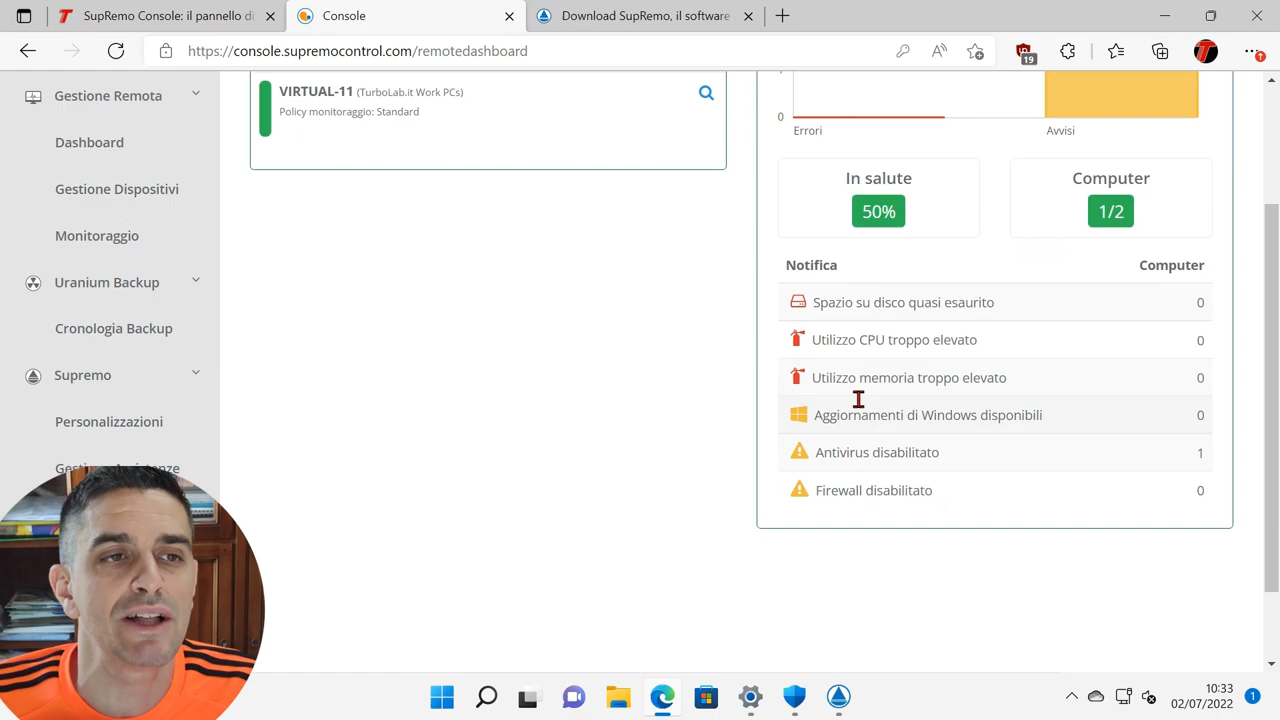 SupRemo Console: il pannello di
Console
Download SupRemo, il software
https://console.supremocontrol.com/remotedashboard
19
Gestione Remota
Dashboard
Gestione Dispositivi
Monitoraggio
Uranium Backup
Cronologia Backup
Supremo
Personalizzazioni
VIRTUAL-11 (TurboLab.it Work PCs)
Policy monitoraggio: Standard
0
Errori
Avvisi
In salute
50%
Computer
1/2
Notifica Computer
Spazio su disco quasi esaurito 0
Utilizzo CPU troppo elevato 0
Utilizzo memoria troppo elevato 0
Aggiornamenti di Windows disponibili 0
Antivirus disabilitato 1
Firewall disabilitato 0
10:33
02/07/2022
1